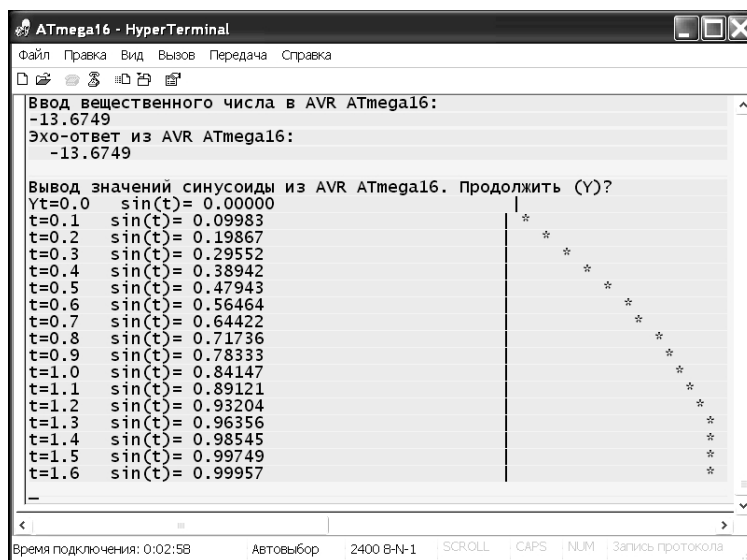 ATmega16 - HyperTerminal
Файл Правка Вид Вызов Передача Справка
Ввод вещественного числа в AVR ATmega16:
-13.6749
Эхо-ответ из AVR ATmega16:
-13.6749
Вывод значений синусоиды из AVR ATmega16. Продолжить (Y)?
Yt=0.0 sin(t)= 0.00000 |
t=0.1 sin(t)= 0.09983 | *
t=0.2 sin(t)= 0.19867 | *
t=0.3 sin(t)= 0.29552 | *
t=0.4 sin(t)= 0.38942 | *
t=0.5 sin(t)= 0.47943 | *
t=0.6 sin(t)= 0.56464 | *
t=0.7 sin(t)= 0.64422 | *
t=0.8 sin(t)= 0.71736 | *
t=0.9 sin(t)= 0.78333 | *
t=1.0 sin(t)= 0.84147 | *
t=1.1 sin(t)= 0.89121 | *
t=1.2 sin(t)= 0.93204 | *
t=1.3 sin(t)= 0.96356 | *
t=1.4 sin(t)= 0.98545 | *
t=1.5 sin(t)= 0.99749 | *
t=1.6 sin(t)= 0.99957 | *
_
Время подключения: 0:02:58 Автовыбор 2400 8-N-1 SCROLL CAPS NUM Запись протокола